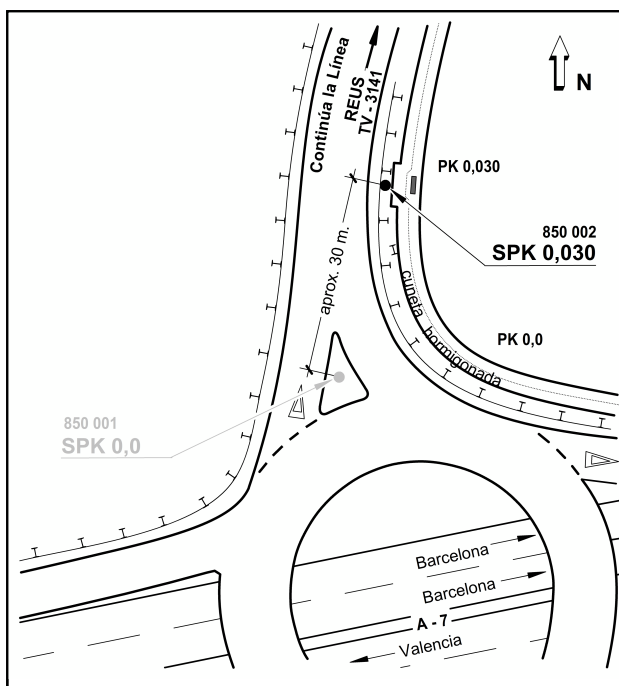 Continúa la Línea
REUS
TV - 3141
N
PK 0,030
850 002
SPK 0,030
aprox. 30 m.
cuneta hormigonada
PK 0,0
850 001
SPK 0,0
Barcelona
Barcelona
A - 7
Valencia